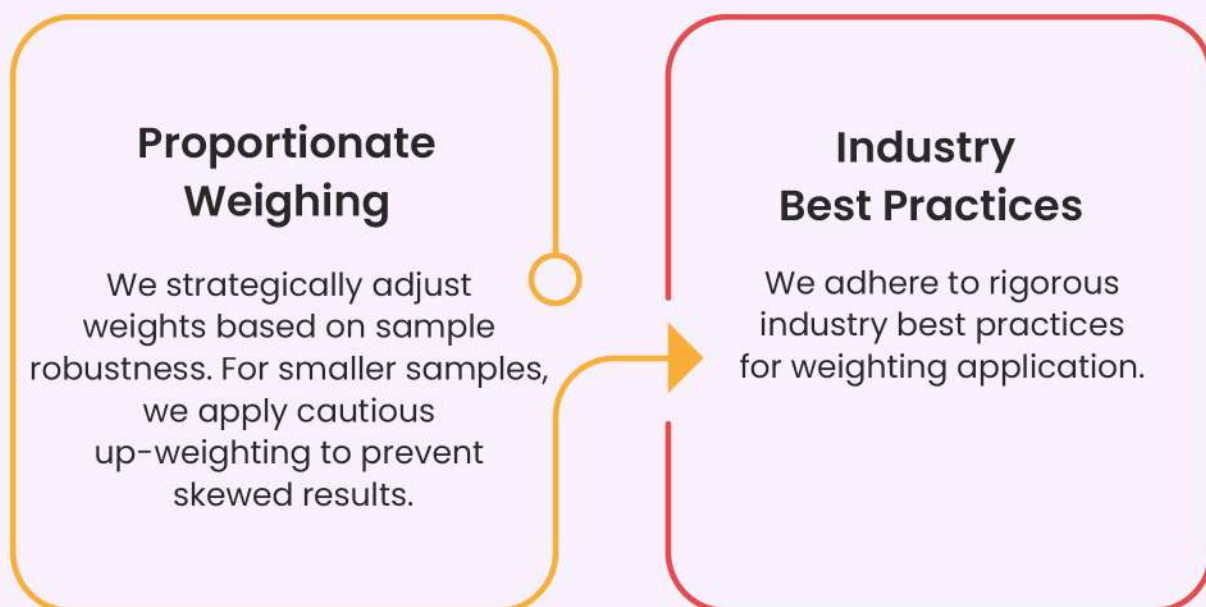 Proportionate
Weighing
We strategically adjust
weights based on sample
robustness. For smaller samples,
we apply cautious
up-weighting to prevent
skewed results.
Industry
Best Practices
We adhere to rigorous
industry best practices
for weighting application.